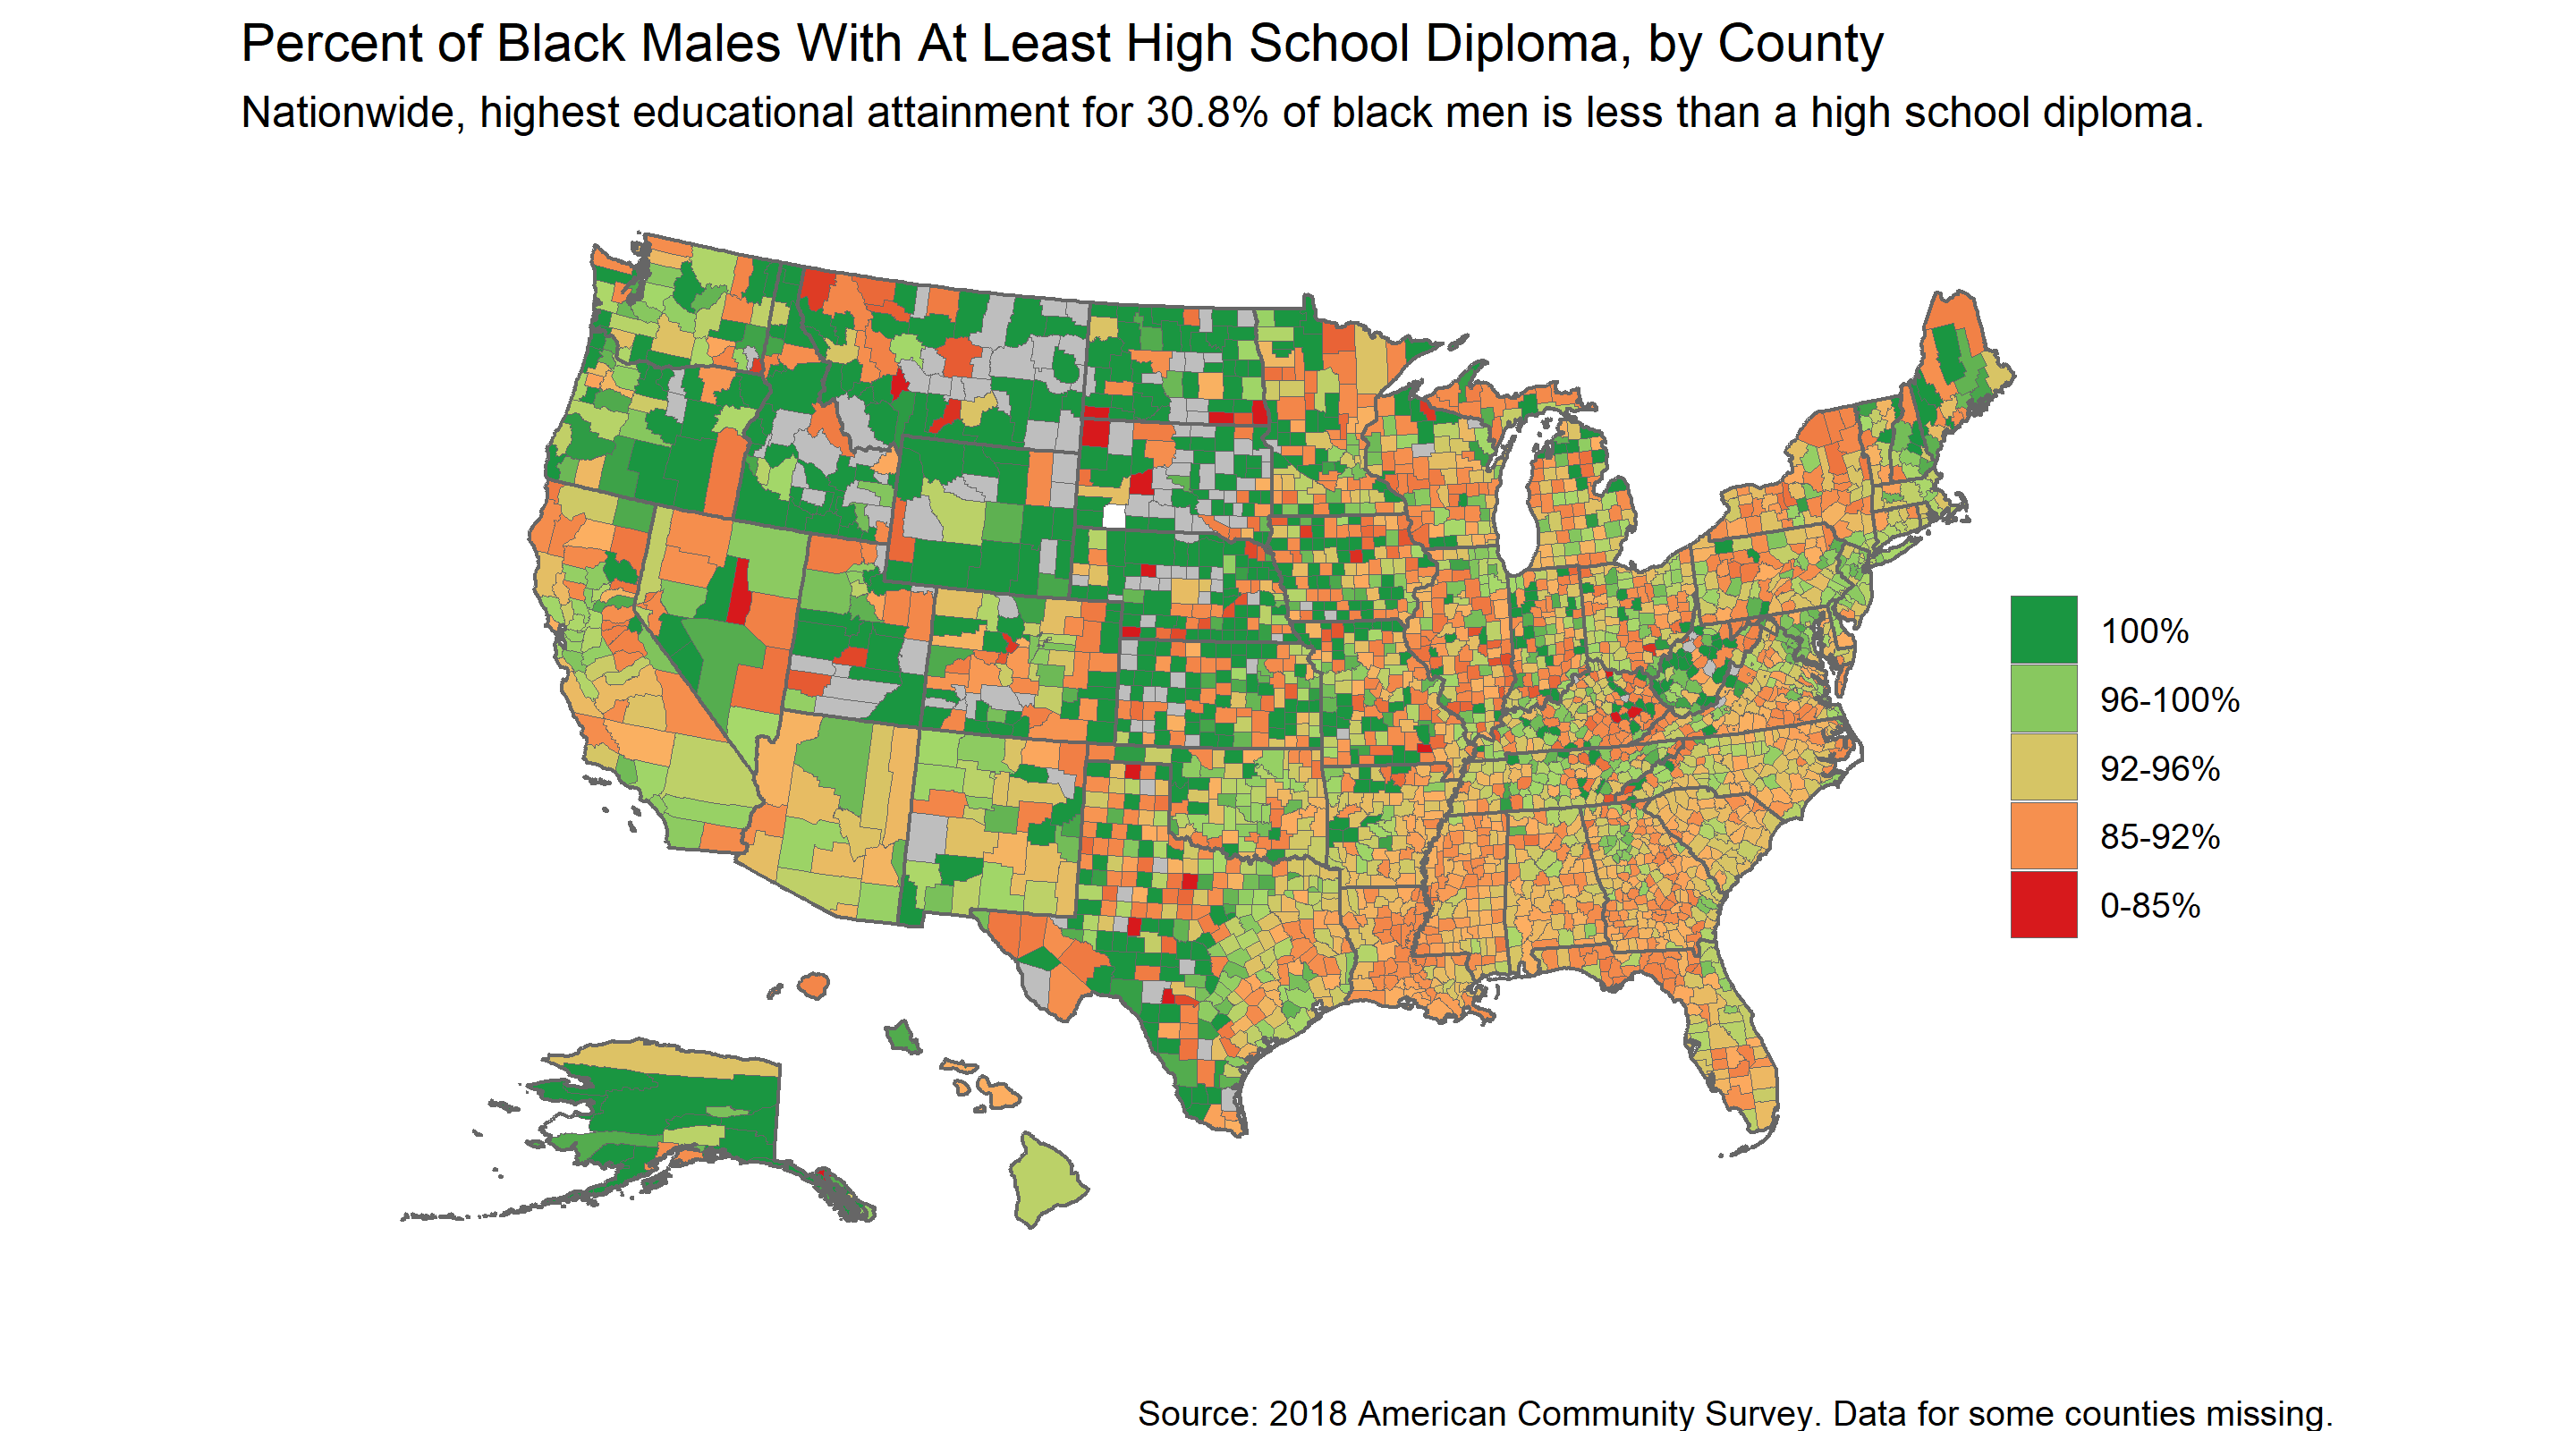 Percent of Black Males With At Least High School Diploma, by County
Nationwide, highest educational attainment for 30.8% of black men is less than a high school diploma.
100%
96-100%
92-96%
85-92%
0-85%
Source: 2018 American Community Survey. Data for some counties missing.